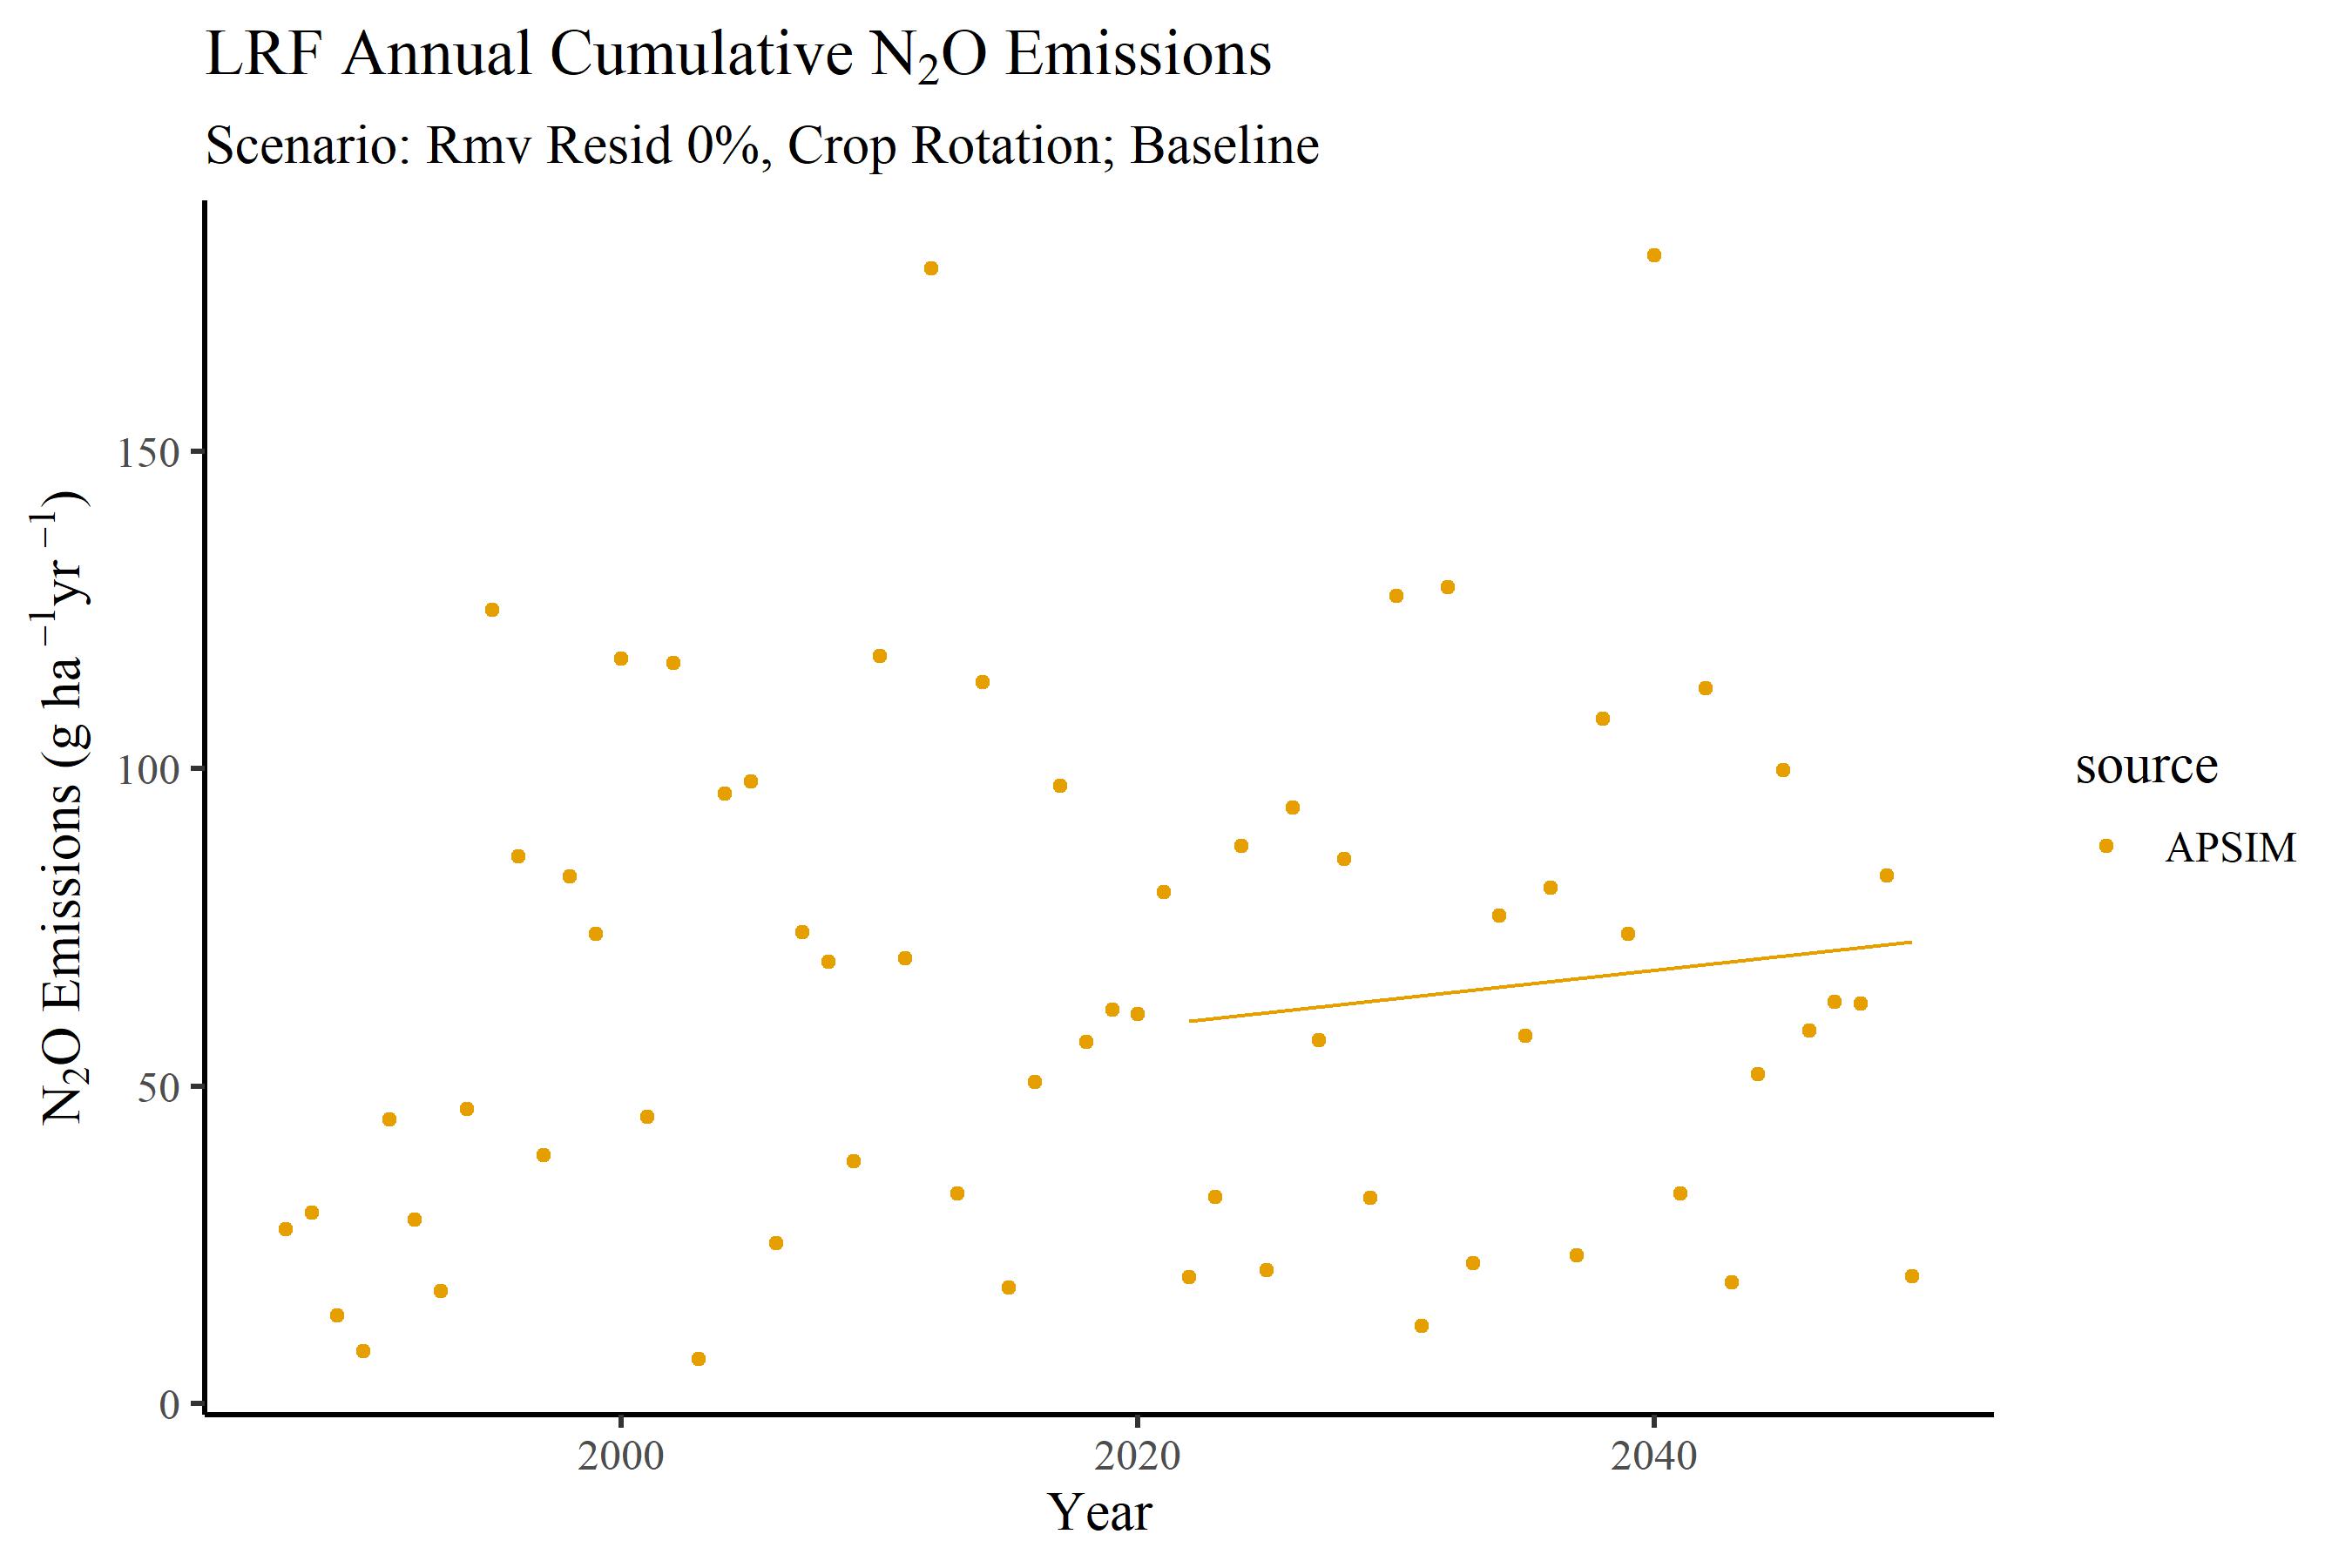 LRF Annual Cumulative N₂O Emissions
Scenario: Rmv Resid 0%, Crop Rotation; Baseline
N₂O Emissions (g ha⁻¹yr⁻¹)
150
100
50
0
2000 2020 2040
Year
source
APSIM